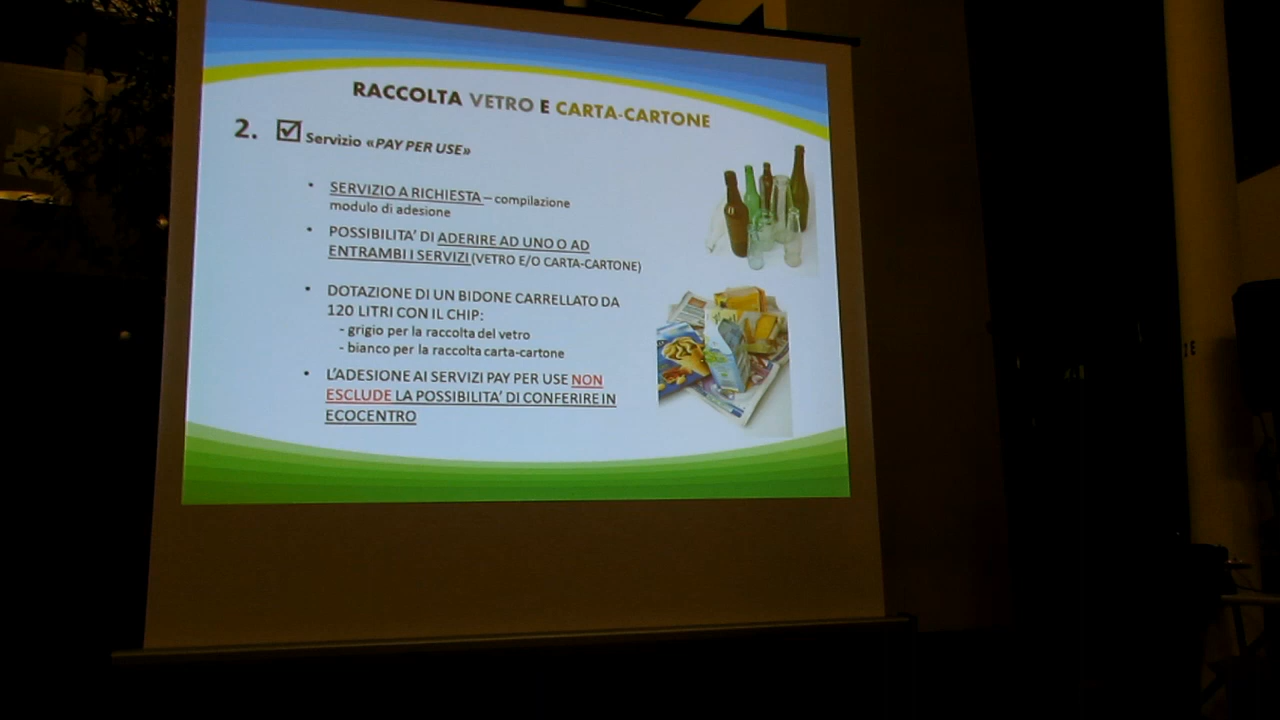 RACCOLTA VETRO E CARTA-CARTONE
2. Servizio «PAY PER USE»
• SERVIZIO A RICHIESTA – compilazione
modulo di adesione
• POSSIBILITA' DI ADERIRE AD UNO O AD
ENTRAMBI I SERVIZI (VETRO E/O CARTA-CARTONE)
• DOTAZIONE DI UN BIDONE CARRELLATO DA
120 LITRI CON IL CHIP:
- grigio per la raccolta del vetro
- bianco per la raccolta carta-cartone
• L'ADESIONE AI SERVIZI PAY PER USE NON
ESCLUDE LA POSSIBILITA' DI CONFERIRE IN
ECOCENTRO